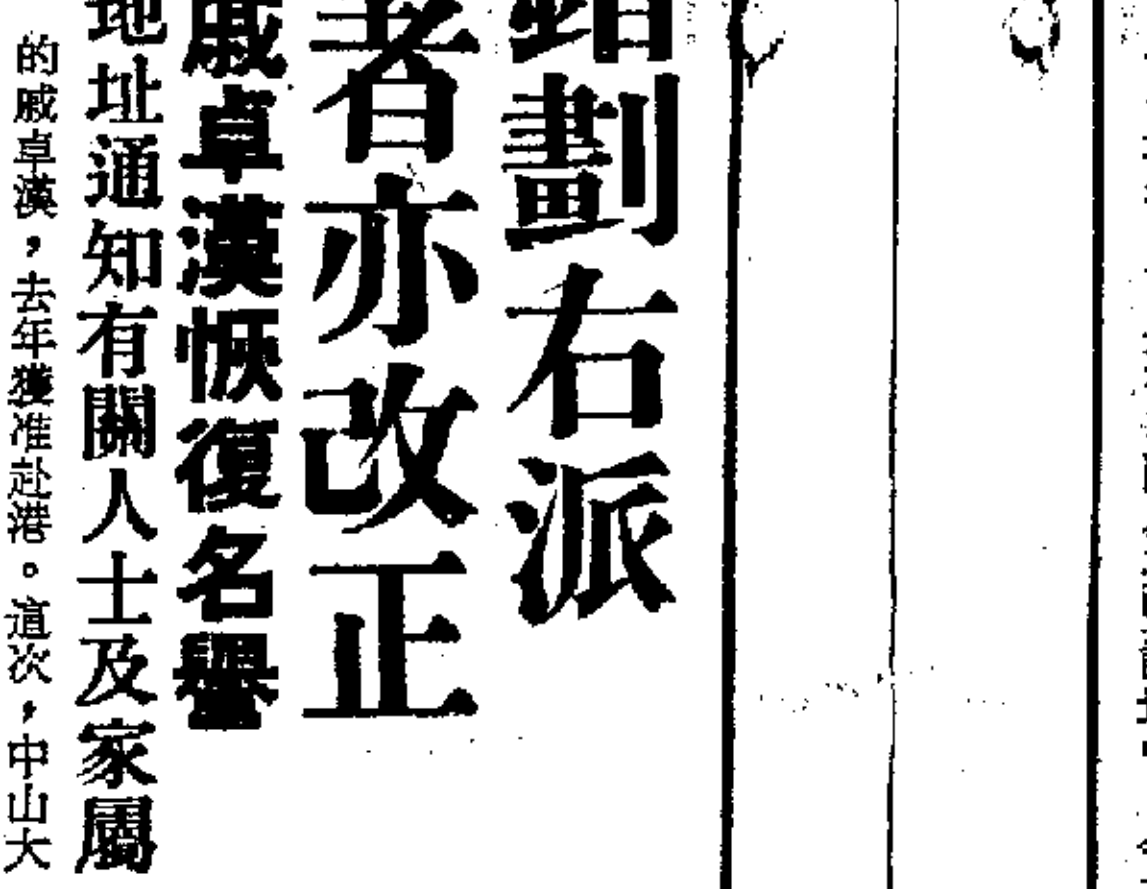 錯劃右派
者亦改正
戚卓漢恢復名譽
地址通知有關人士及家屬
的戚卓漢，去年獲准赴港。這次，中山大